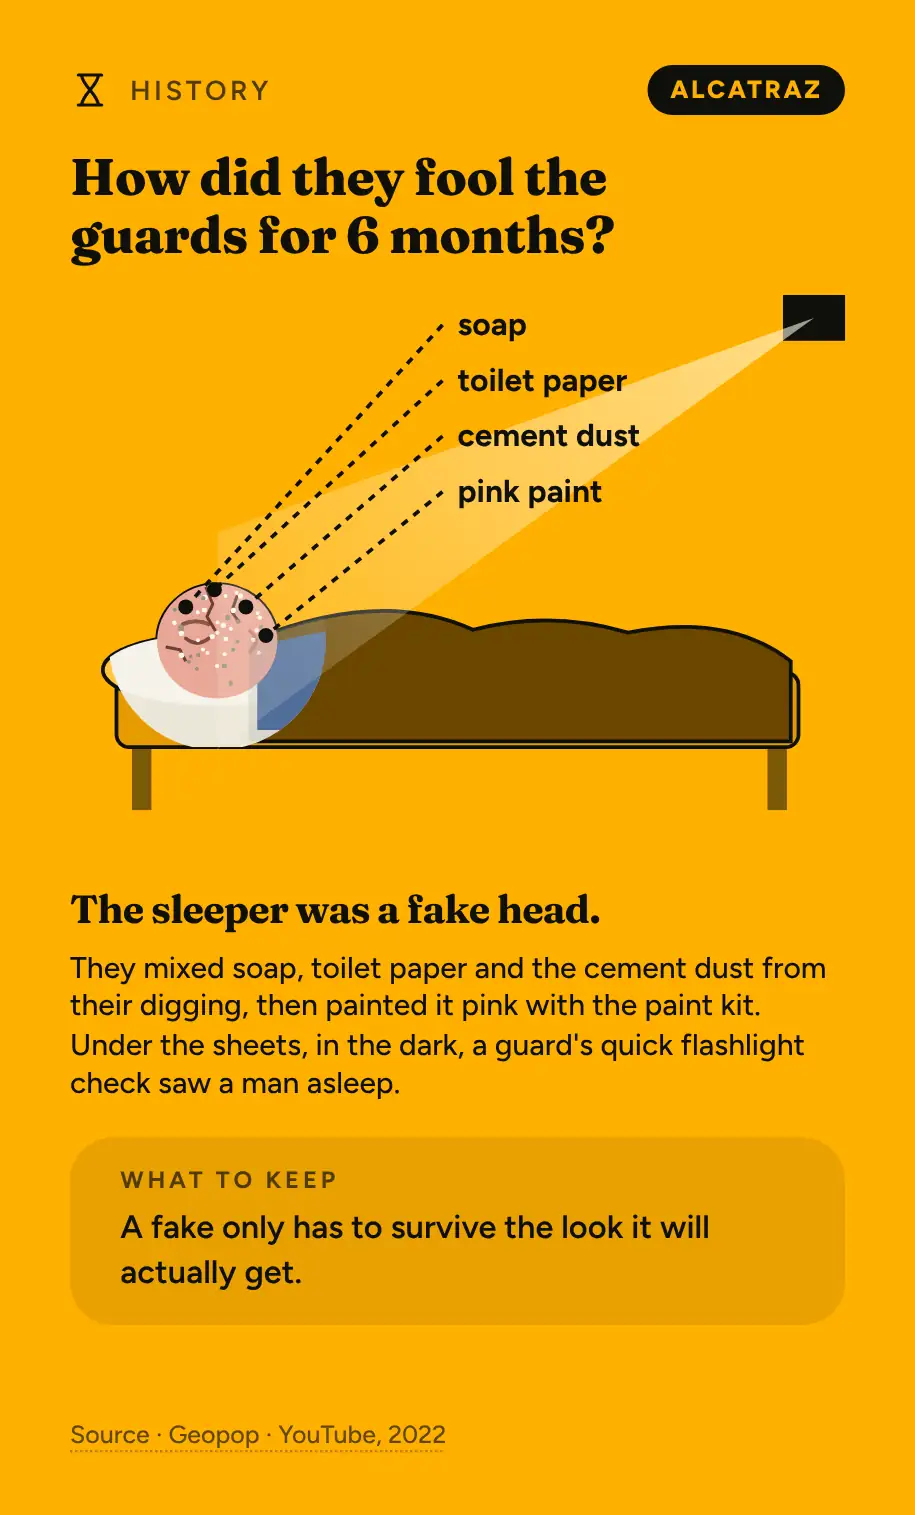 HISTORY
ALCATRAZ
How did they fool the
guards for 6 months?
soap
toilet paper
cement dust
pink paint
The sleeper was a fake head.
They mixed soap, toilet paper and the cement dust from
their digging, then painted it pink with the paint kit.
Under the sheets, in the dark, a guard's quick flashlight
check saw a man asleep.
WHAT TO KEEP
A fake only has to survive the look it will
actually get.
Source · Geopop · YouTube, 2022